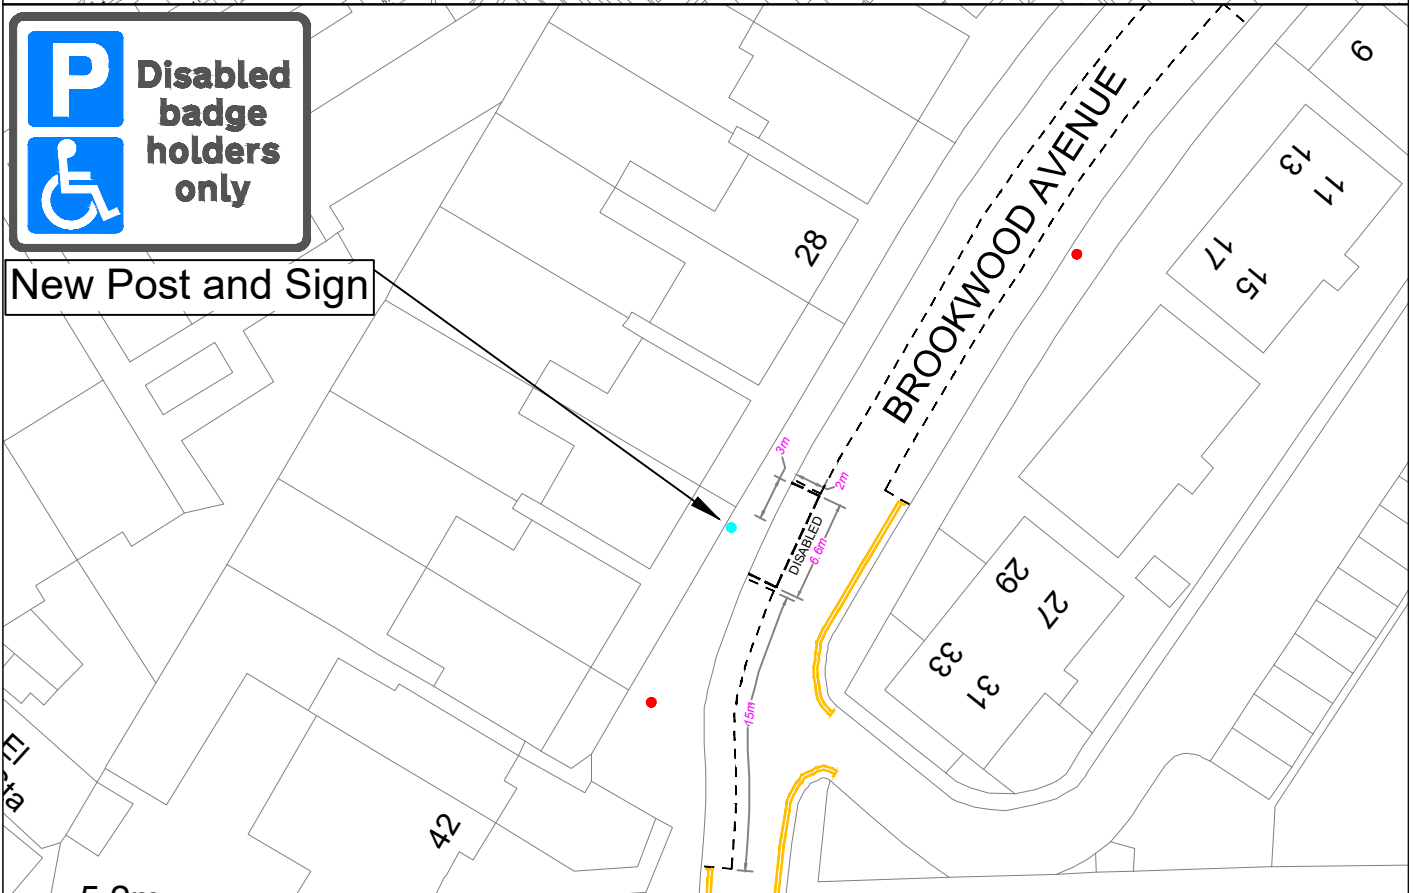 P
Disabled
badge
holders
only
New Post and Sign
BROOKWOOD AVENUE
9
13
11
17
15
28
3m
2m
DISABLED
6.6m
29
27
33
31
15m
El
42